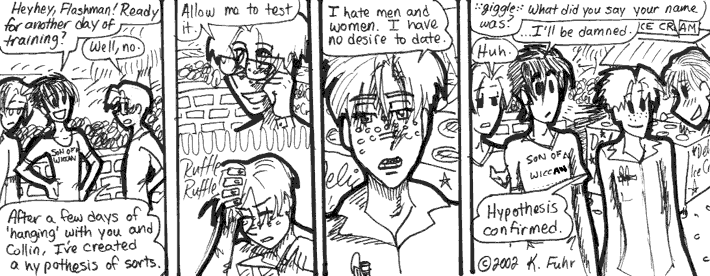 Heyhey, Flashman! Ready
for another day of
training?
Well, no.
SON OF A
WICCAN
After a few days of
'hanging' with you and
Collin, I've created
a hypothesis of sorts.
Allow me to test
it.
Ruffle
Ruffle
I hate men and
women. I have
no desire to date.
Deli
::giggle:: What did you say your name
was?
...I'll be damned.
ICE CREAM
Huh.
SON OF A
WICCAN
Hypothesis
confirmed.
©2002 K. Fuhr